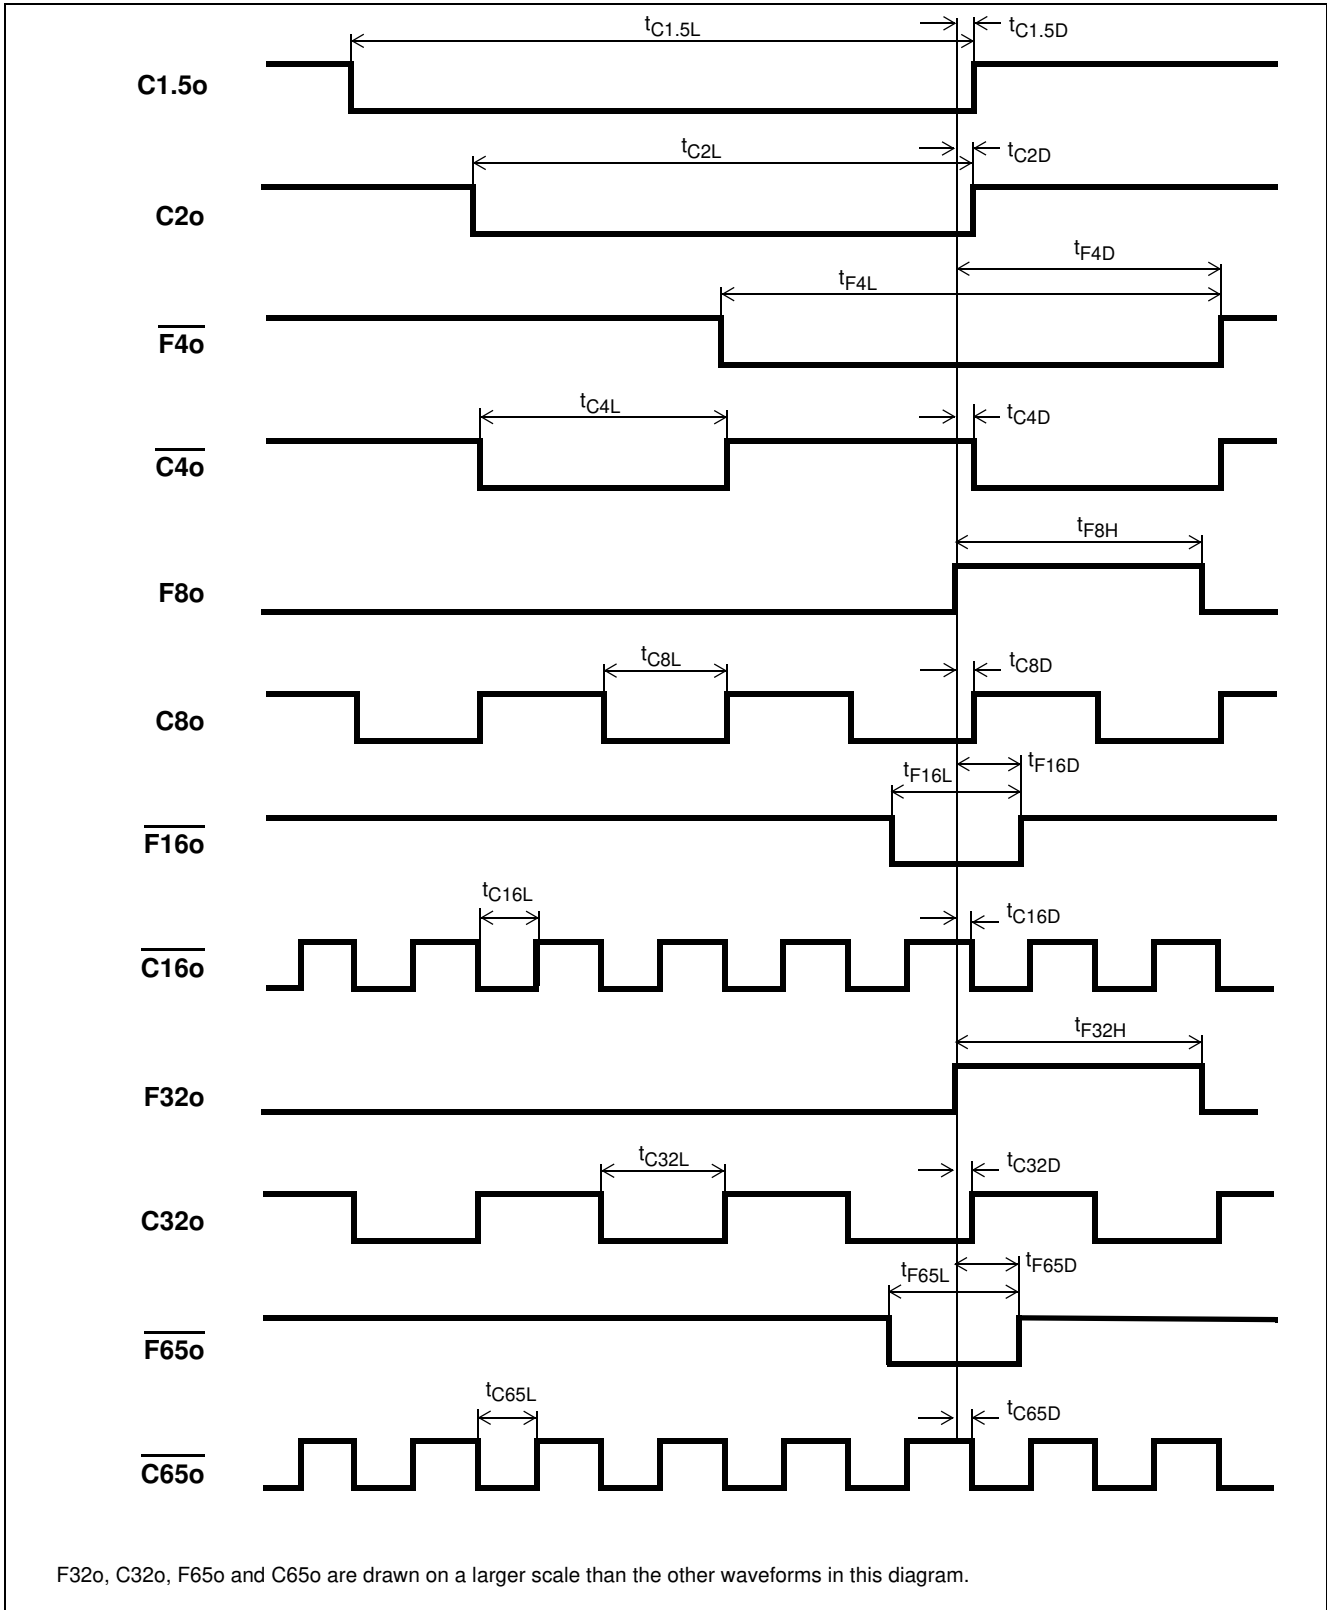 tC1.5L
tC1.5D
C1.5o
tC2L
tC2D
C2o
tF4D
tF4L
F4o
tC4L
tC4D
C4o
tF8H
F8o
tC8L
tC8D
C8o
tF16L
tF16D
F16o
tC16L
tC16D
C16o
tF32H
F32o
tC32L
tC32D
C32o
tF65L
tF65D
F65o
tC65L
tC65D
C65o
F32o, C32o, F65o and C65o are drawn on a larger scale than the other waveforms in this diagram.